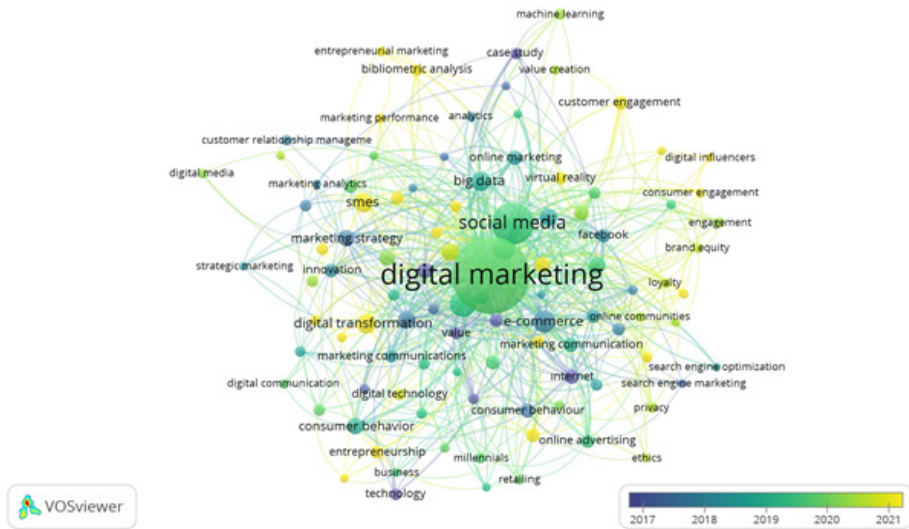 machine learning
entrepreneurial marketing
case study
bibliometric analysis
value creation
customer engagement
marketing performance
analytics
customer relationship manageme
online marketing
digital influencers
digital media
big data
virtual reality
marketing analytics
consumer engagement
smes
social media
engagement
marketing strategy
facebook
brand equity
strategic marketing
innovation
digital marketing
loyalty
online communities
digital transformation
e-commerce
value
marketing communication
marketing communications
search engine optimization
internet
digital communication
search engine marketing
digital technology
consumer behaviour
privacy
consumer behavior
online advertising
entrepreneurship
millennials
ethics
business
retailing
technology
VOSviewer
2017 2018 2019 2020 2021